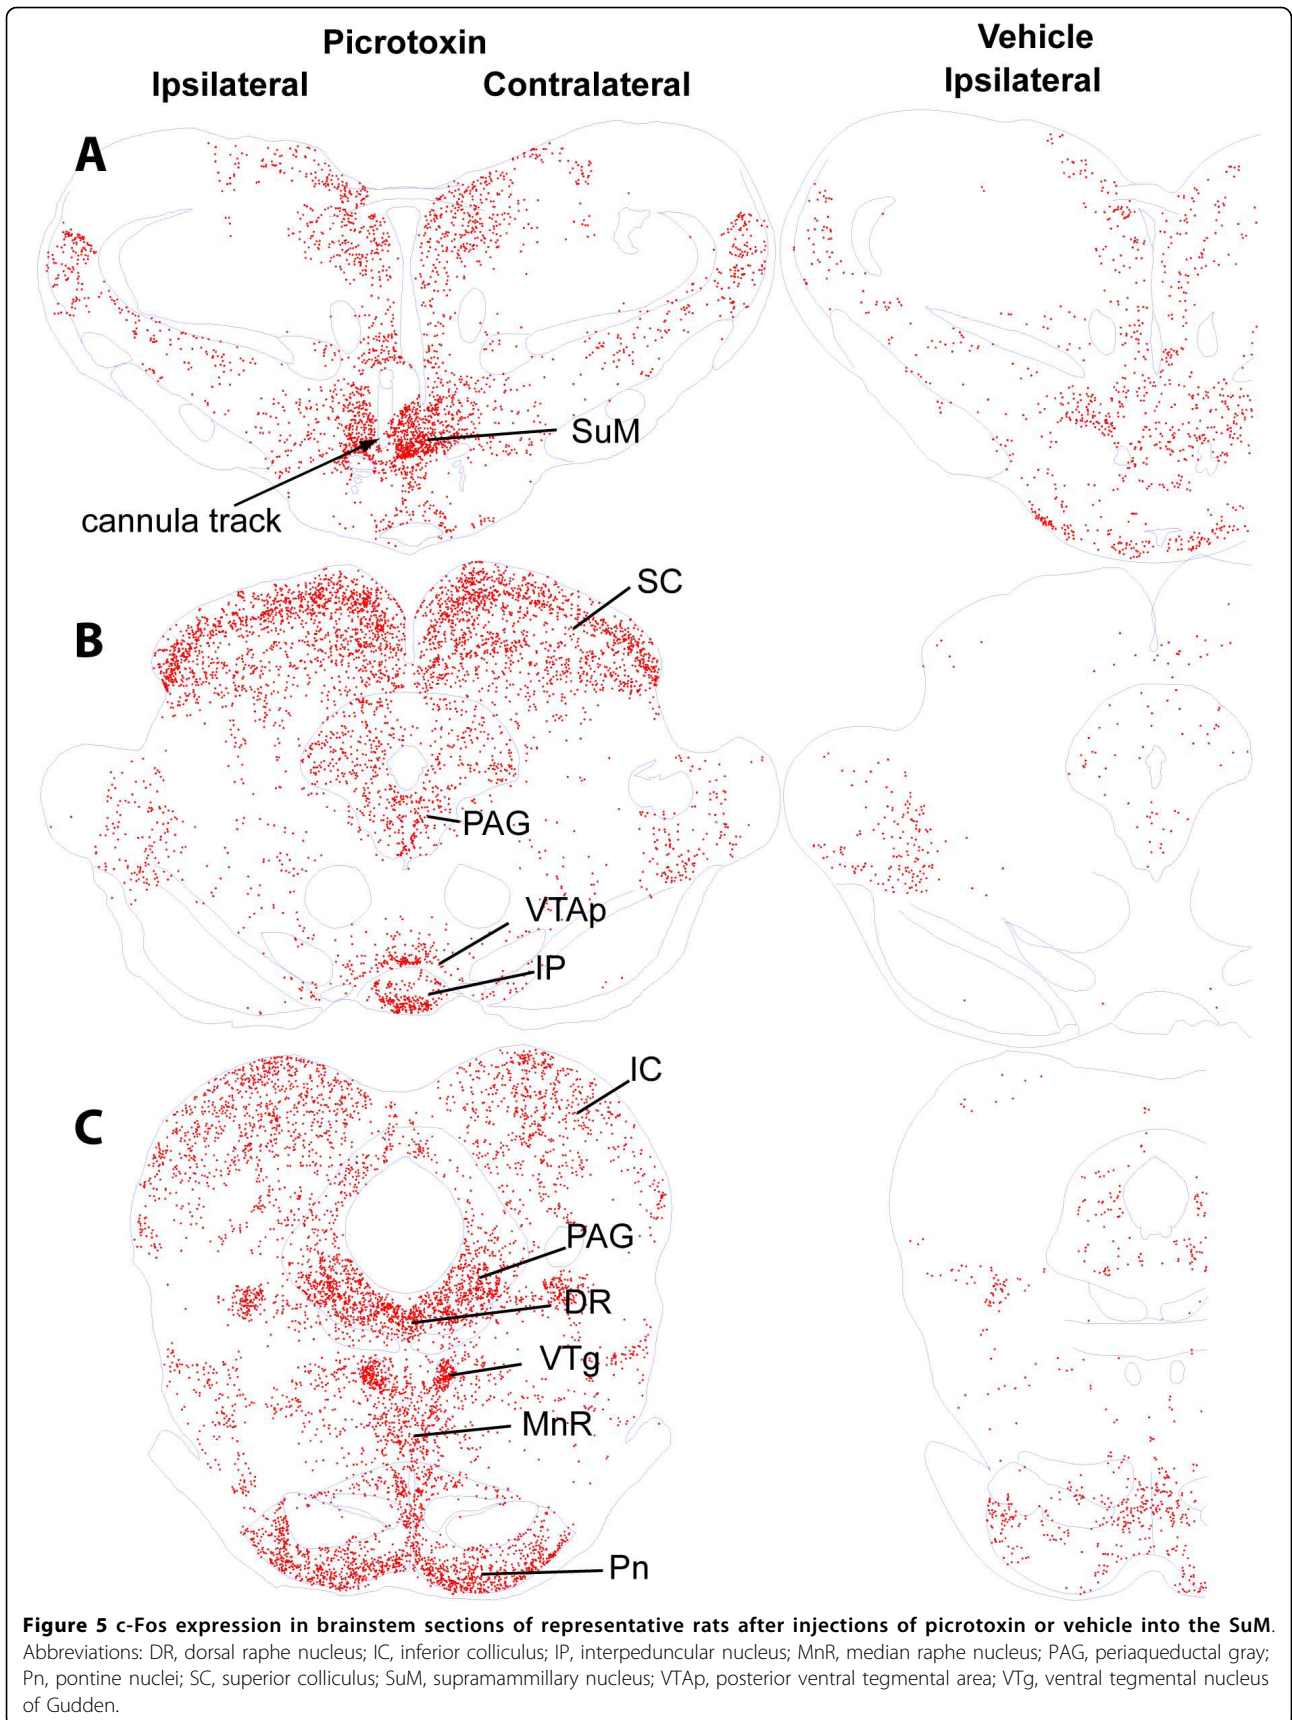 Picrotoxin
Vehicle
Ipsilateral
Contralateral
Ipsilateral
A
SuM
cannula track
B
SC
PAG
VTAp
IP
C
IC
PAG
DR
VTg
MnR
Pn
Figure 5 c-Fos expression in brainstem sections of representative rats after injections of picrotoxin or vehicle into the SuM.
Abbreviations: DR, dorsal raphe nucleus; IC, inferior colliculus; IP, interpeduncular nucleus; MnR, median raphe nucleus; PAG, periaqueductal gray;
Pn, pontine nuclei; SC, superior colliculus; SuM, supramammillary nucleus; VTAp, posterior ventral tegmental area; VTg, ventral tegmental nucleus
of Gudden.